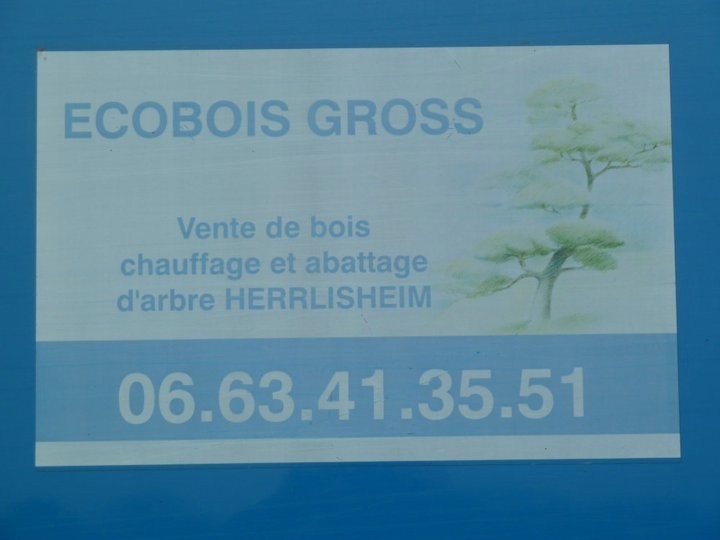 ECOBOIS GROSS
Vente de bois
chauffage et abattage
d'arbre HERRLISHEIM
06.63.41.35.51